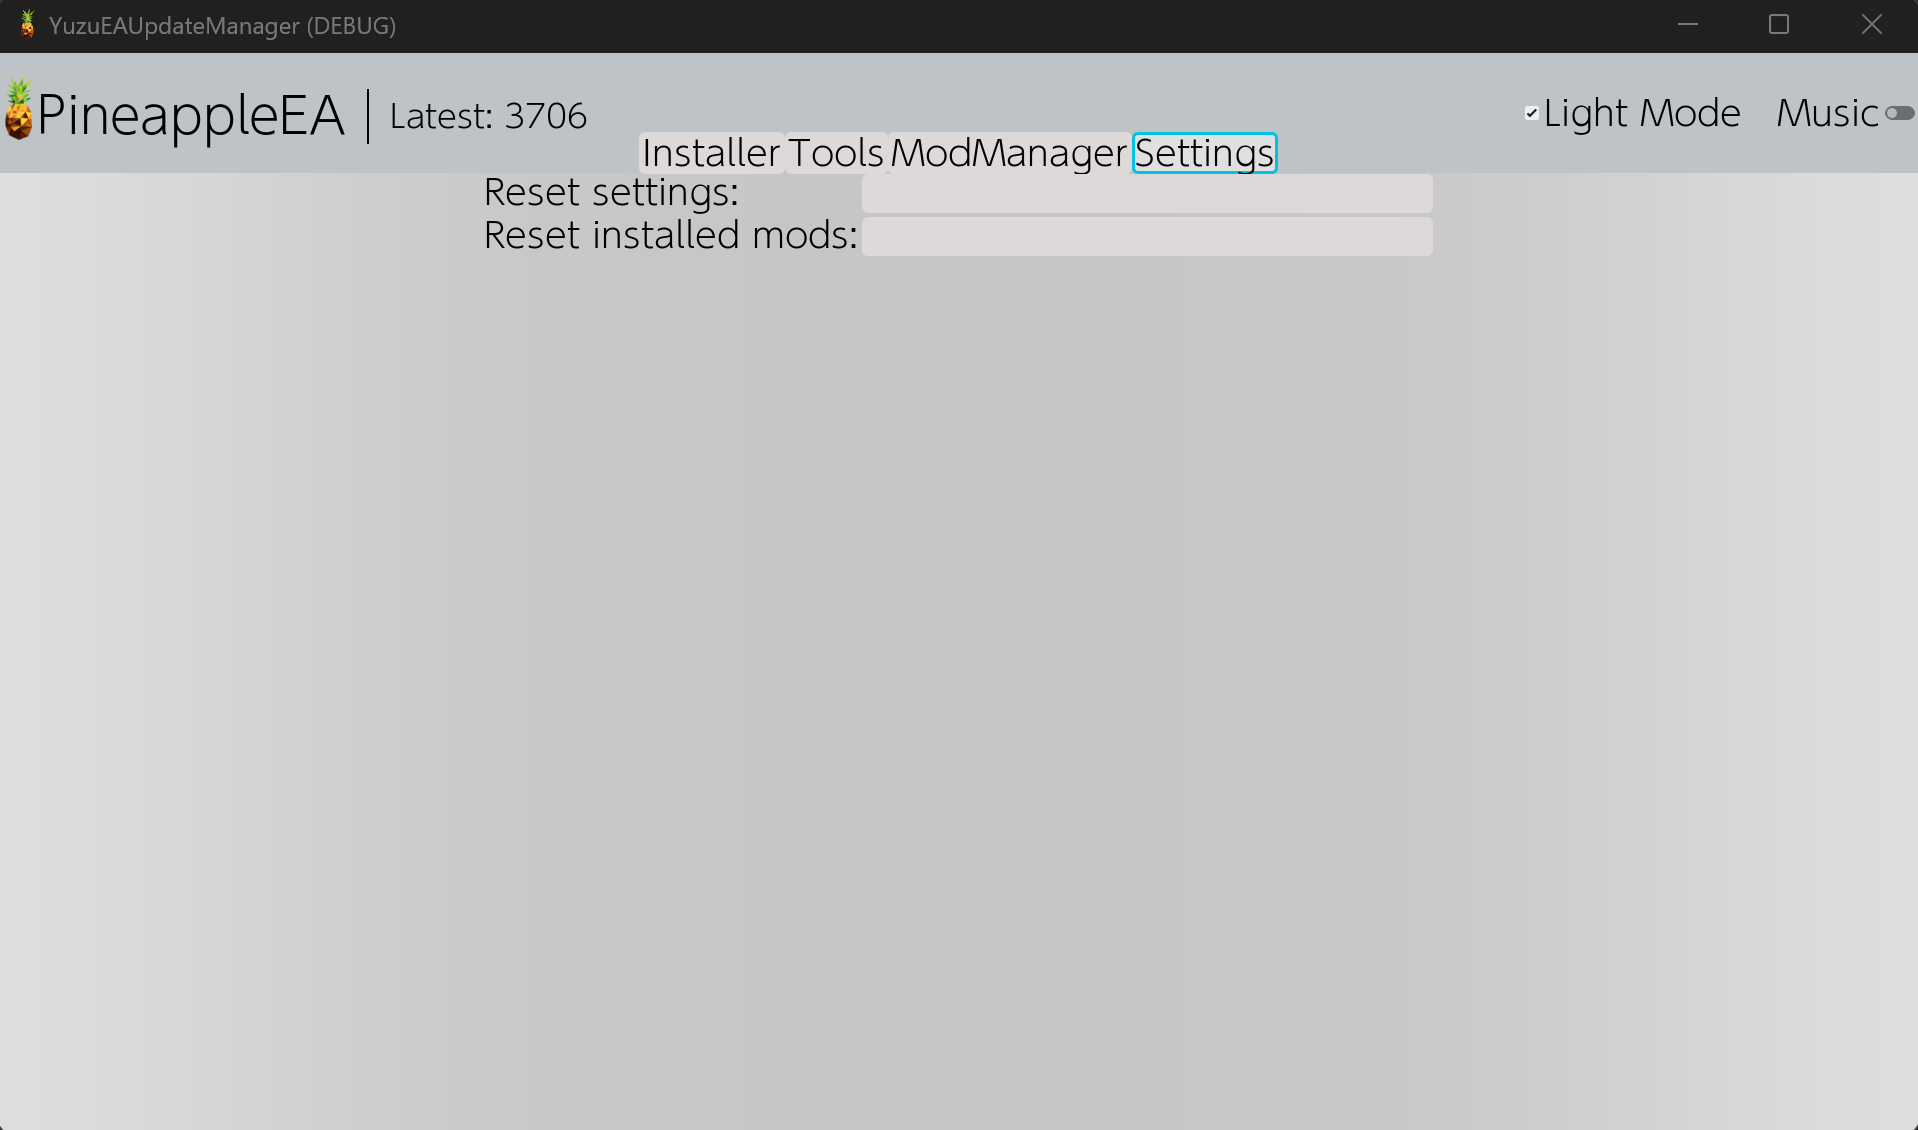 YuzuEAUpdateManager (DEBUG)
PineappleEA | Latest: 3706
Light Mode Music
Installer Tools ModManager Settings
Reset settings:
Reset installed mods: